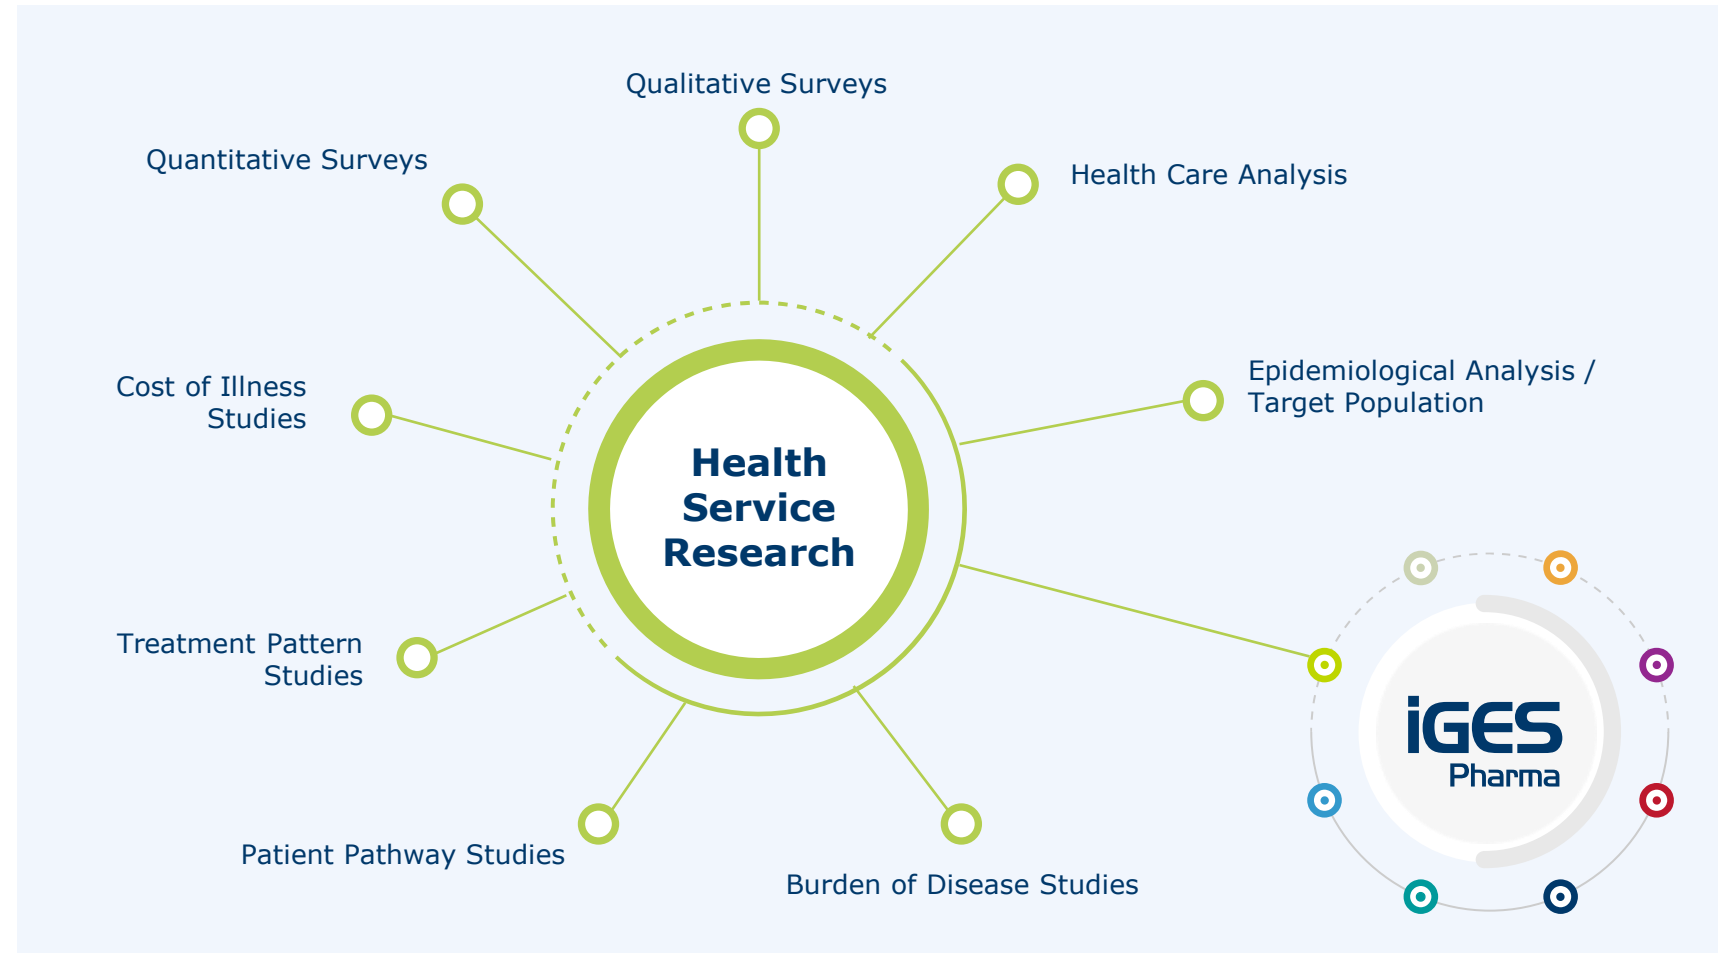 Qualitative Surveys
Quantitative Surveys
Health Care Analysis
Epidemiological Analysis /
Target Population
Cost of Illness
Studies
Health
Service
Research
Treatment Pattern
Studies
Patient Pathway Studies
Burden of Disease Studies
iGES
Pharma